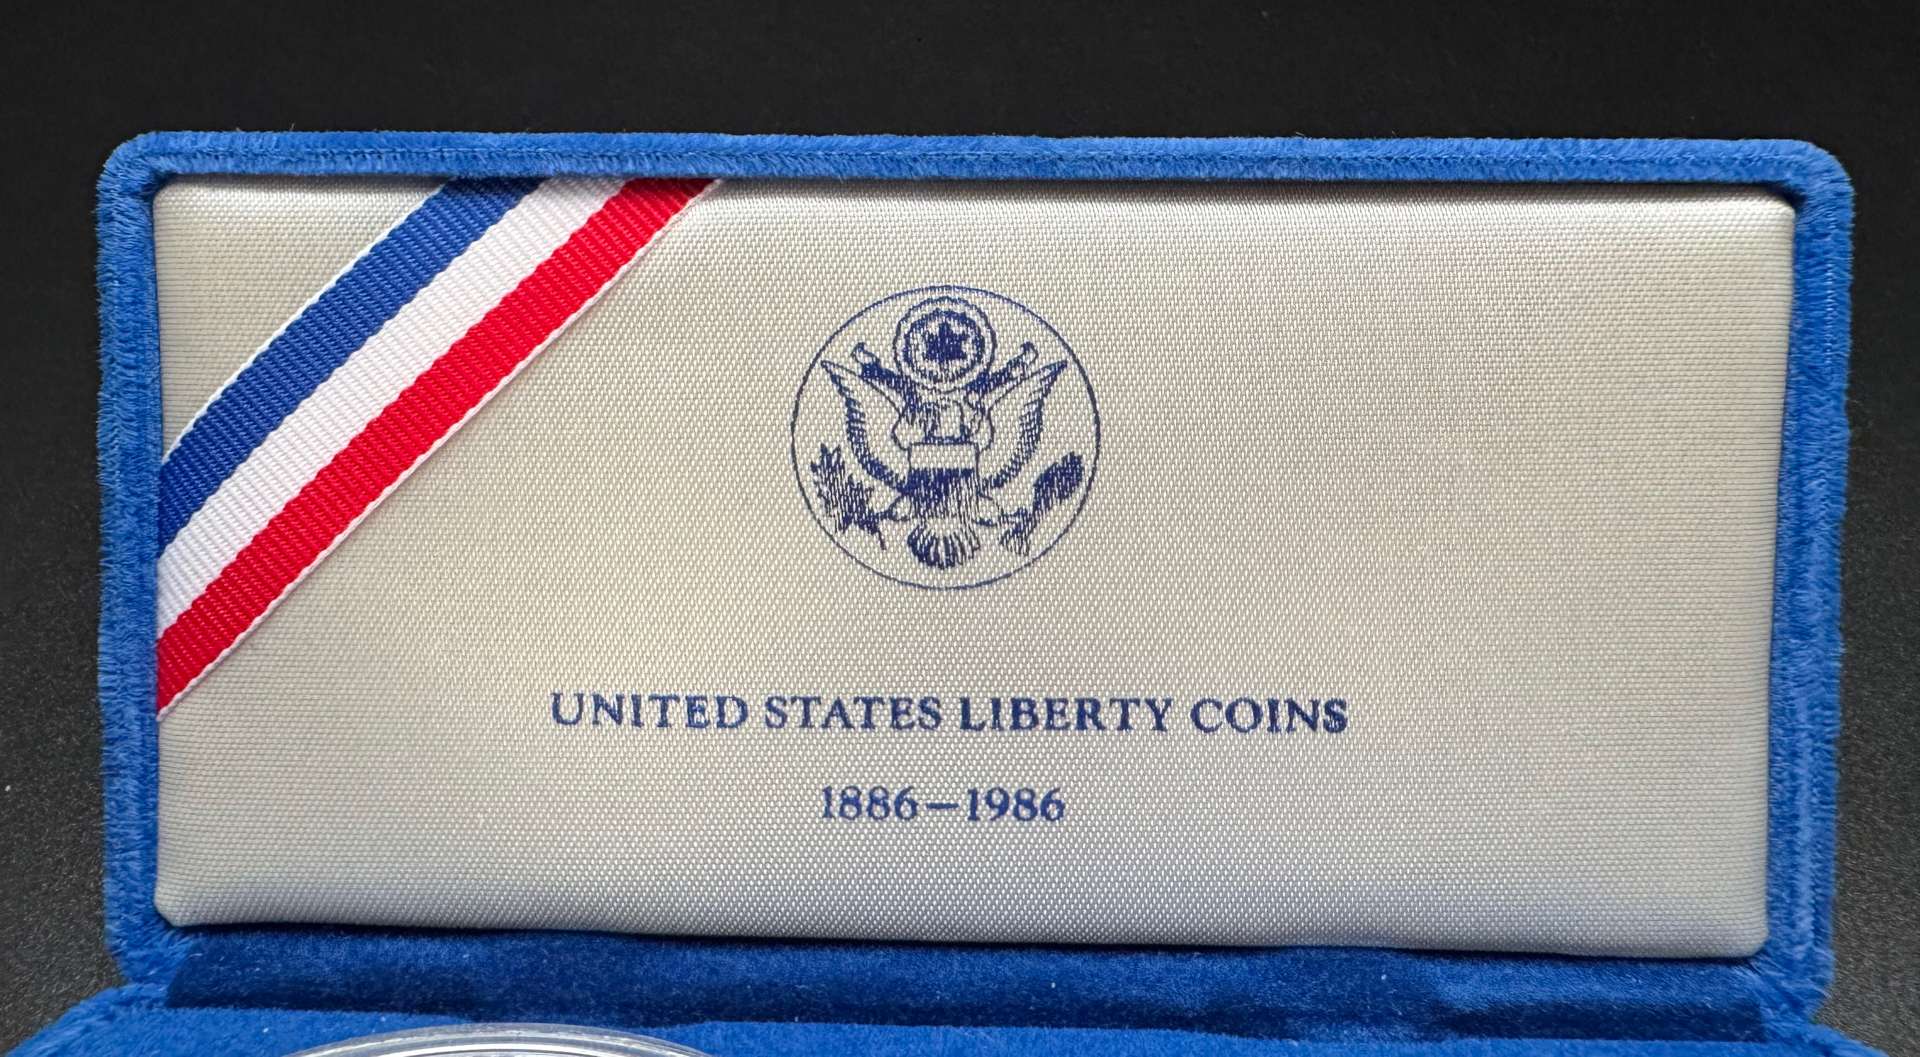 UNITED STATES LIBERTY COINS
1886–1986